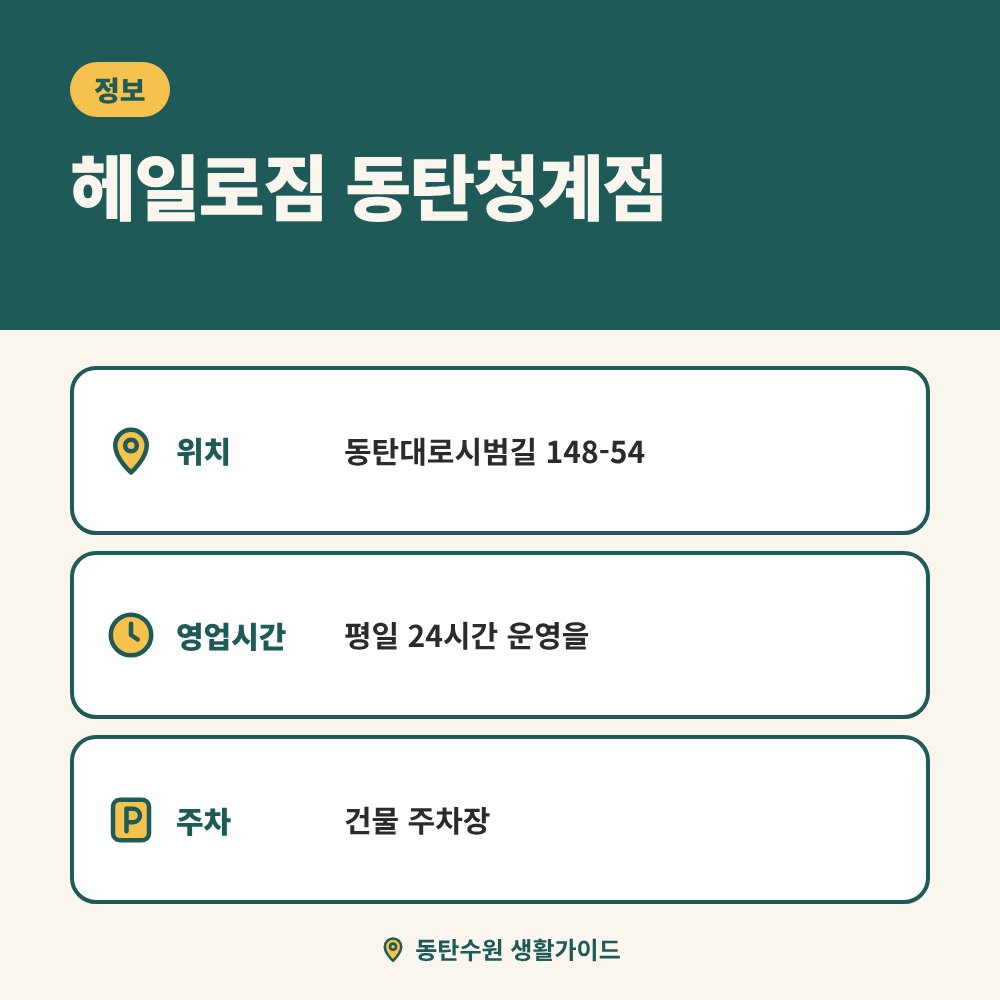 정보
헤일로짐 동탄청계점
위치 동탄대로시범길 148-54
영업시간 평일 24시간 운영을
P 주차 건물 주차장
동탄수원 생활가이드